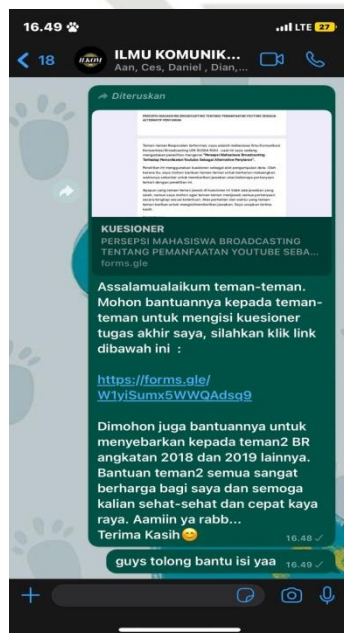 16.49
LTE 27
18
ILKOM
ILMU KOMUNIK...
Aan, Ces, Daniel , Dian,...
Diteruskan
KUESIONER
PERSEPSI MAHASISWA BROADCASTING
TENTANG PEMANFAATAN YOUTUBE SEBA...
forms.gle
Assalamualaikum teman-teman.
Mohon bantuannya kepada teman-
teman untuk mengisi kuesioner
tugas akhir saya, silahkan klik link
dibawah ini :
https://forms.gle/
W1yiSumx5WWQAdsg9
Dimohon juga bantuannya untuk
menyebarkan kepada teman2 BR
angkatan 2018 dan 2019 lainnya.
Bantuan teman2 semua sangat
berharga bagi saya dan semoga
kalian sehat-sehat dan cepat kaya
raya. Aamiin ya rabb...
Terima Kasih😊
16.48
guys tolong bantu isi yaa 16.49